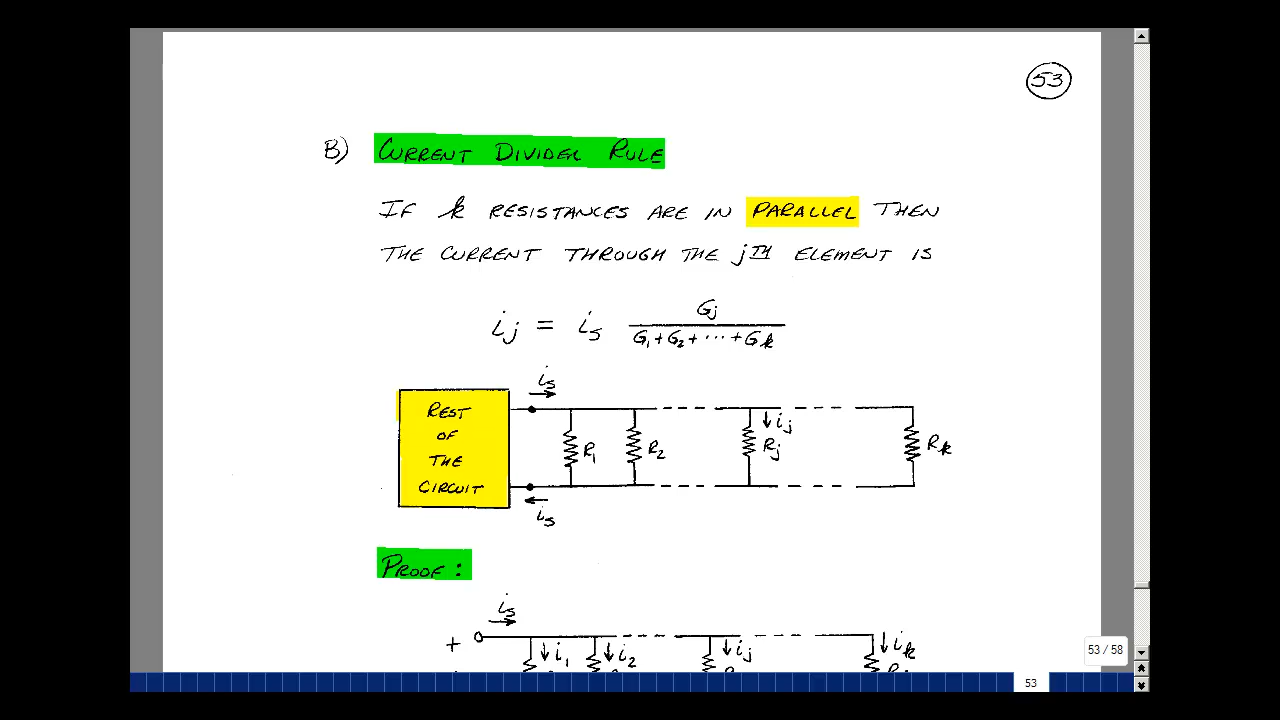 53
B) CURRENT DIVIDER RULE
IF k RESISTANCES ARE IN PARALLEL THEN
THE CURRENT THROUGH THE jTH ELEMENT IS
ij = is Gj / G1 + G2 + ... + Gk
is
REST
OF
THE
CIRCUIT
R1
R2
ij
Rj
Rk
is
PROOF:
is
+
i1
i2
ij
ik
53 / 58
53